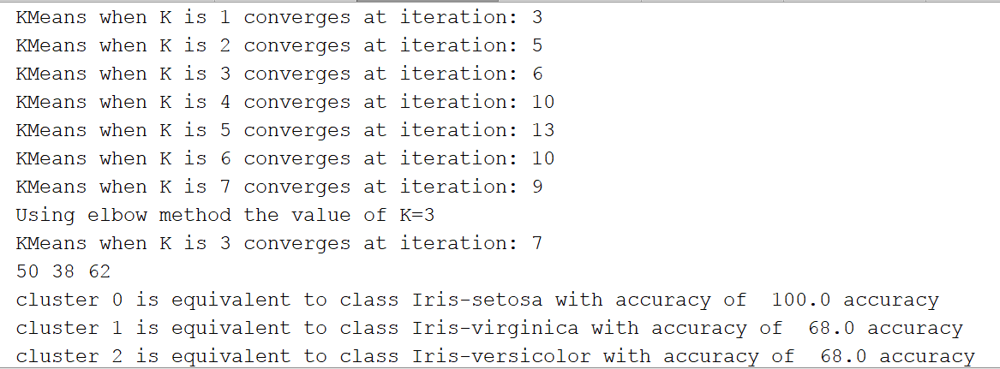 KMeans when K is 1 converges at iteration: 3
KMeans when K is 2 converges at iteration: 5
KMeans when K is 3 converges at iteration: 6
KMeans when K is 4 converges at iteration: 10
KMeans when K is 5 converges at iteration: 13
KMeans when K is 6 converges at iteration: 10
KMeans when K is 7 converges at iteration: 9
Using elbow method the value of K=3
KMeans when K is 3 converges at iteration: 7
50 38 62
cluster 0 is equivalent to class Iris-setosa with accuracy of  100.0 accuracy
cluster 1 is equivalent to class Iris-virginica with accuracy of  68.0 accuracy
cluster 2 is equivalent to class Iris-versicolor with accuracy of  68.0 accuracy